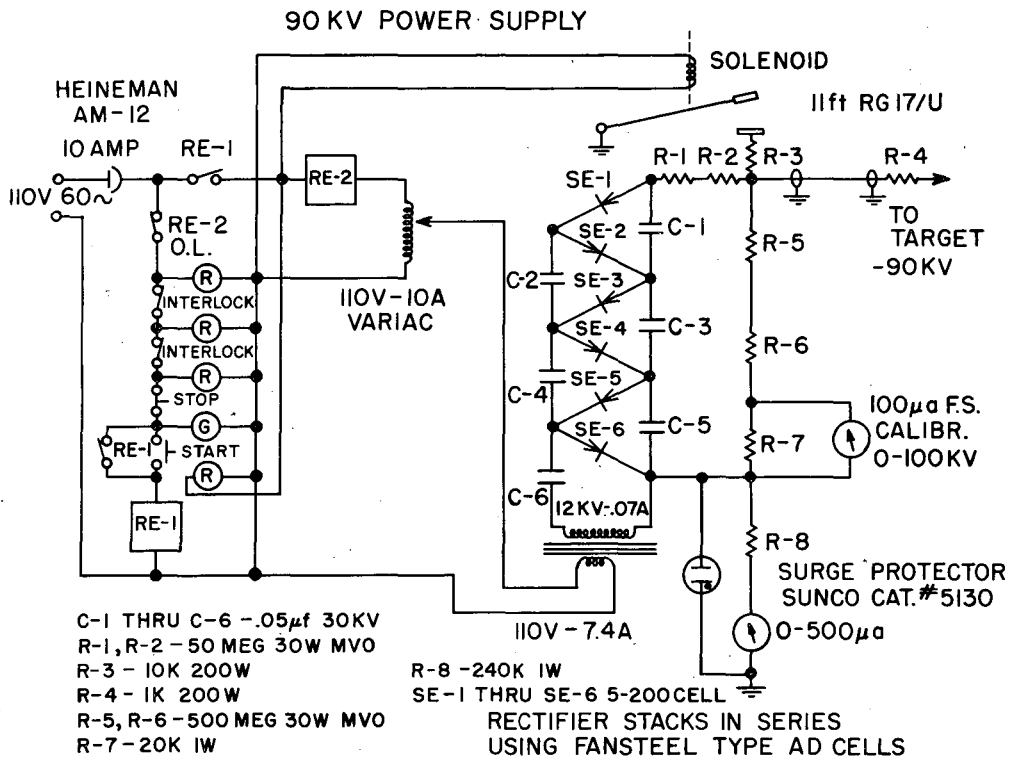 90 KV POWER SUPPLY
SOLENOID
HEINEMAN
AM-12
10 AMP
RE-1
11ft RG17/U
110V 60~
RE-2
R-1
R-2
R-3
R-4
SE-1
RE-2
O.L.
SE-2
C-1
R-5
TO
TARGET
-90KV
R
INTERLOCK
110V-10A
VARIAC
C-2
SE-3
R
SE-4
C-3
R-6
INTERLOCK
R
SE-5
STOP
C-4
G
SE-6
C-5
R-7
100μa F.S.
CALIBR.
0-100KV
RE-1
START
R
C-6
12KV-.07A
RE-1
R-8
SURGE PROTECTOR
SUNCO CAT.#5130
110V-7.4A
0-500μa
C-1 THRU C-6 -.05μf 30KV
R-1, R-2-50 MEG 30W MVO
R-3 - 10K 200W
R-4 - 1K 200W
R-5, R-6-500 MEG 30W MVO
R-7-20K 1W
R-8-240K 1W
SE-1 THRU SE-6 5-200CELL
RECTIFIER STACKS IN SERIES
USING FANSTEEL TYPE AD CELLS